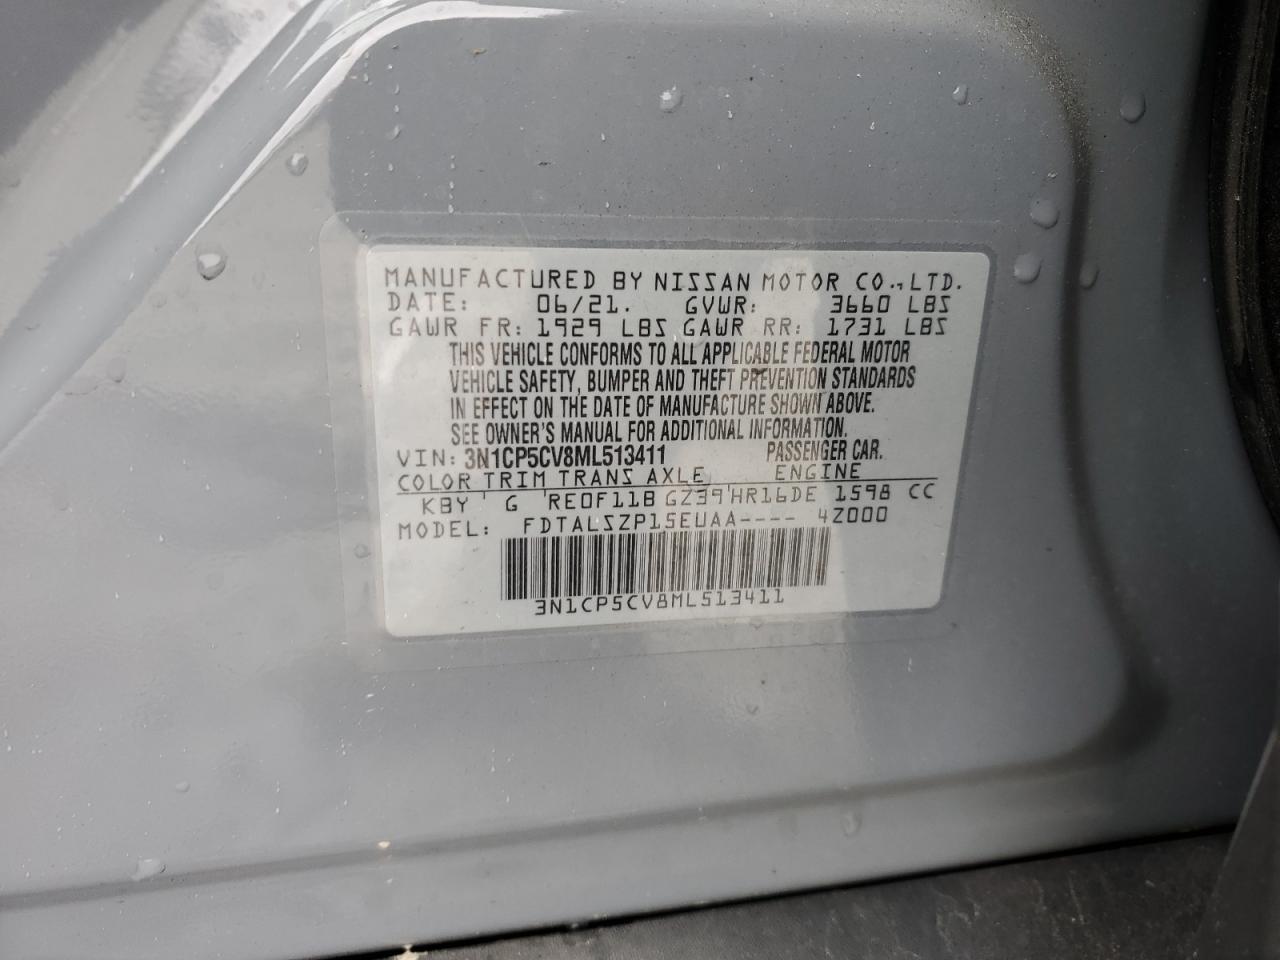 MANUFACTURED BY NISSAN MOTOR CO., LTD.
DATE: 06/21. GVWR: 3660 LBS
GAWR FR: 1929 LBS GAWR RR: 1731 LBS
THIS VEHICLE CONFORMS TO ALL APPLICABLE FEDERAL MOTOR
VEHICLE SAFETY, BUMPER AND THEFT PREVENTION STANDARDS
IN EFFECT ON THE DATE OF MANUFACTURE SHOWN ABOVE.
SEE OWNER'S MANUAL FOR ADDITIONAL INFORMATION.
VIN: 3N1CP5CV8ML513411 PASSENGER CAR.
COLOR TRIM TRANS AXLE ENGINE
KBY G RE0F11B GZ39 HR16DE 1598 CC
MODEL: FDTALSZP15EUAA---- 4Z000
3N1CP5CV8ML513411